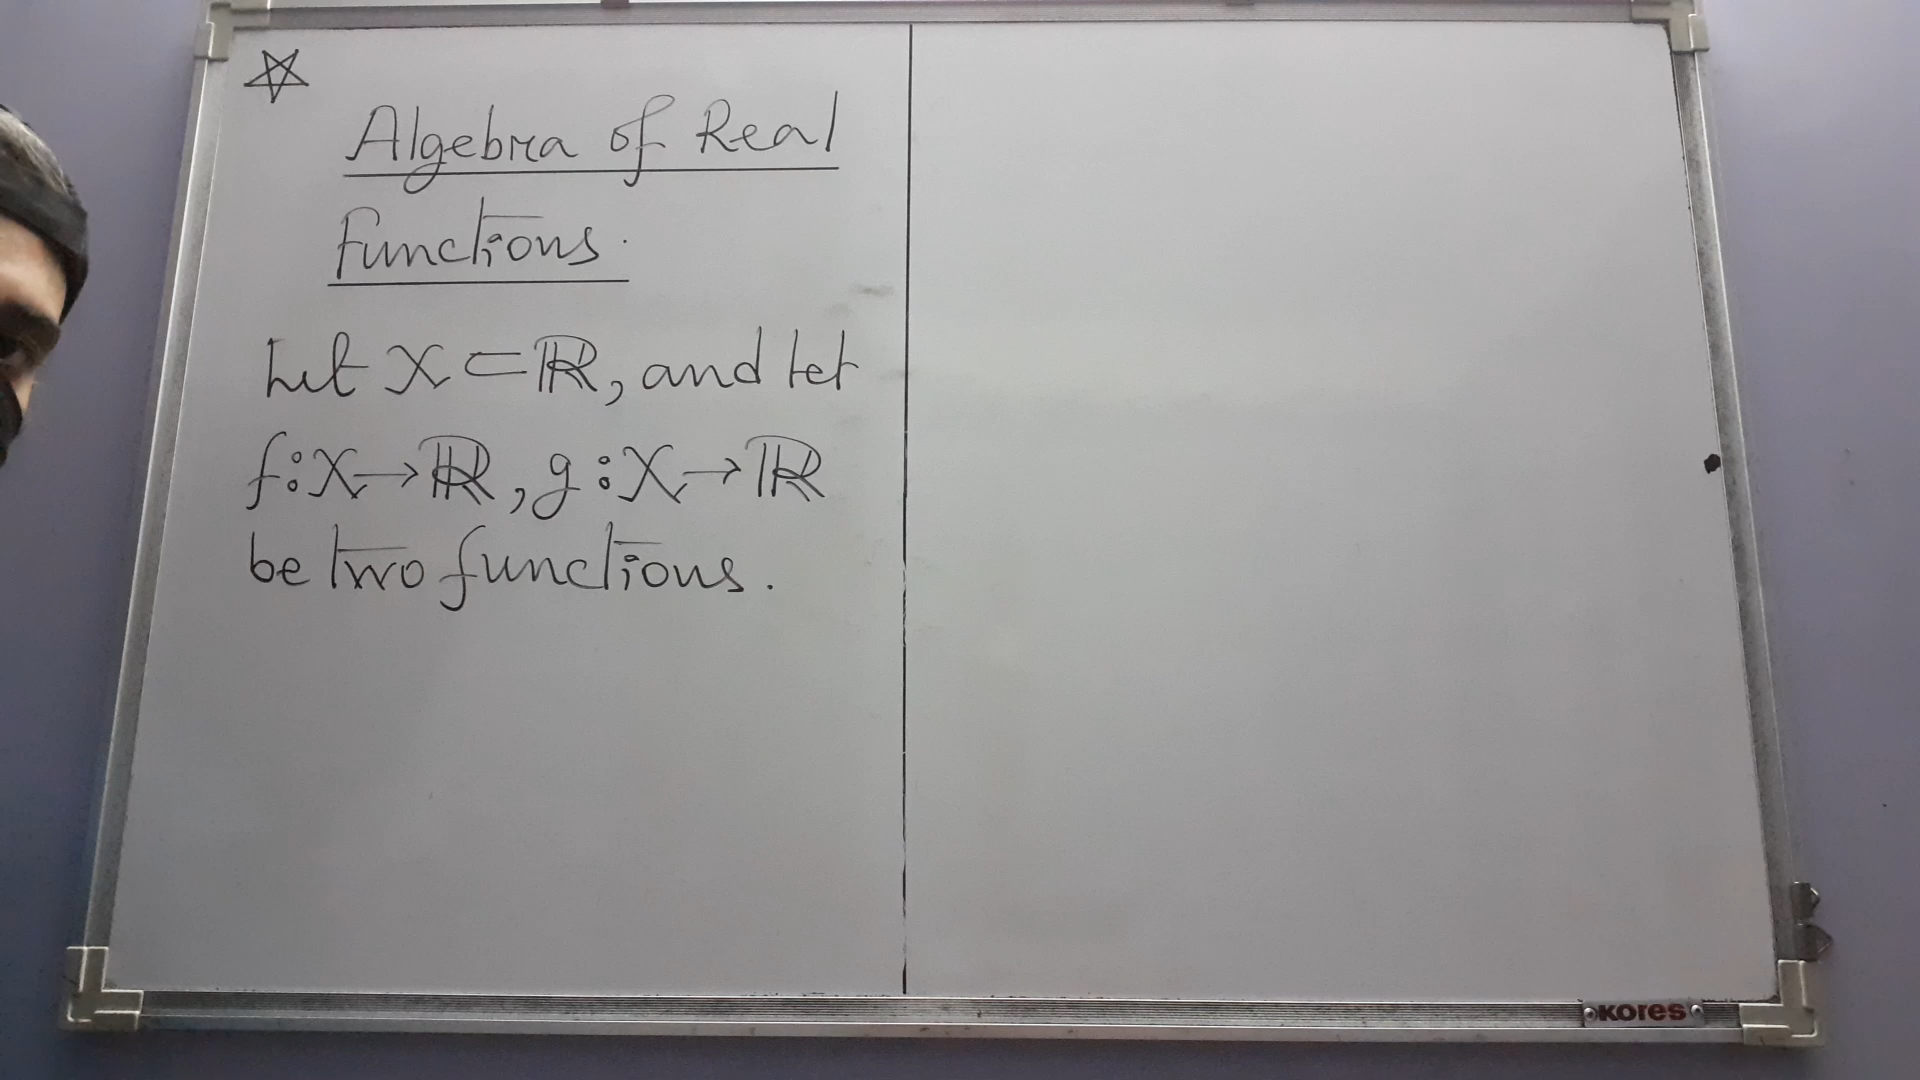 Algebra of Real
Functions.
Let X ⊂ ℝ, and let
f:X→ℝ, g:X→ℝ
be two functions.
KORES